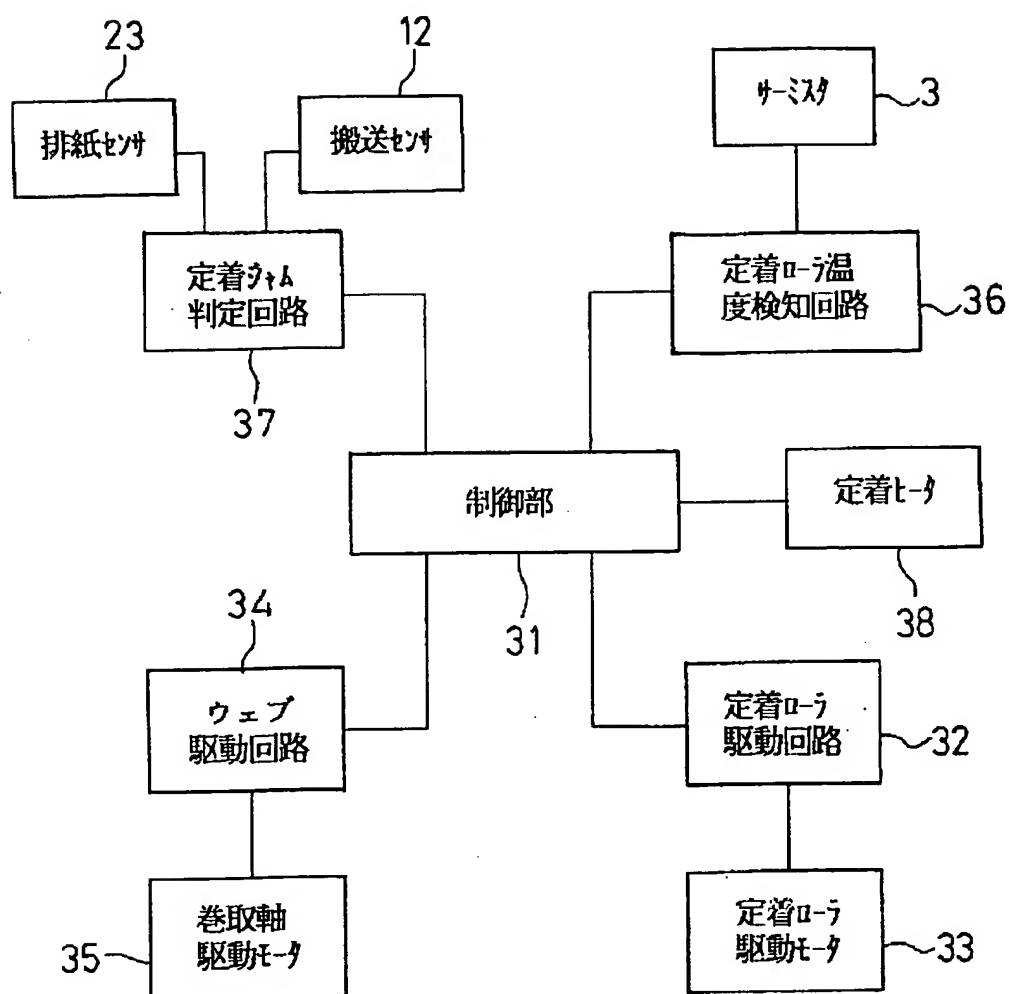 23
12
排紙センサ
搬送センサ
サーミスタ
3
定着ジャム
判定回路
37
定着ローラ温
度検知回路
36
制御部
31
定着ヒータ
38
34
ウェブ
駆動回路
定着ローラ
駆動回路
32
巻取軸
駆動モータ
35
定着ローラ
駆動モータ
33